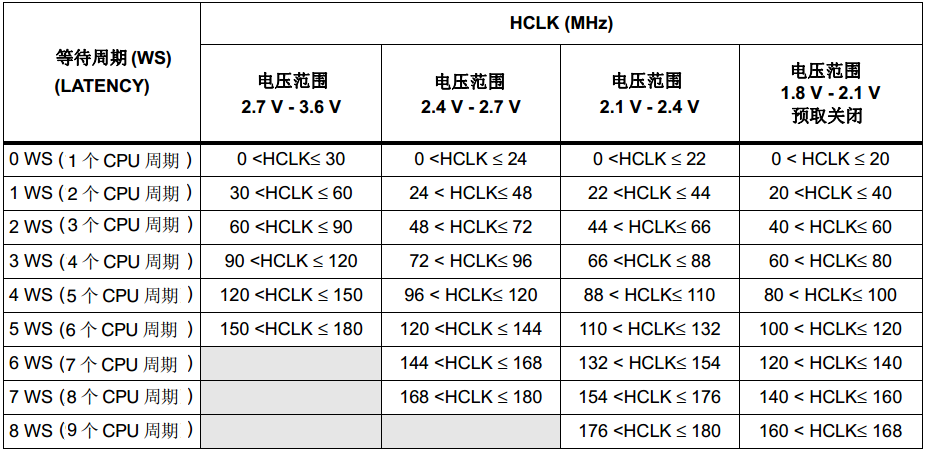 等待周期 (WS)
(LATENCY)
HCLK (MHz)
电压范围
2.7 V - 3.6 V
电压范围
2.4 V - 2.7 V
电压范围
2.1 V - 2.4 V
电压范围
1.8 V - 2.1 V
预取关闭
0 WS (1 个 CPU 周期) 0 <HCLK≤ 30 0 <HCLK ≤ 24 0 <HCLK ≤ 22 0 < HCLK ≤ 20
1 WS (2 个 CPU 周期) 30 <HCLK ≤ 60 24 < HCLK≤ 48 22 <HCLK ≤ 44 20 <HCLK ≤ 40
2 WS (3 个 CPU 周期) 60 <HCLK ≤ 90 48 < HCLK≤ 72 44 < HCLK≤ 66 40 < HCLK≤ 60
3 WS (4 个 CPU 周期) 90 <HCLK ≤ 120 72 < HCLK≤ 96 66 <HCLK ≤ 88 60 < HCLK≤ 80
4 WS (5 个 CPU 周期) 120 <HCLK ≤ 150 96 < HCLK≤ 120 88 < HCLK≤ 110 80 < HCLK≤ 100
5 WS (6 个 CPU 周期) 150 <HCLK ≤ 180 120 <HCLK ≤ 144 110 < HCLK≤ 132 100 < HCLK≤ 120
6 WS (7 个 CPU 周期) 144 <HCLK ≤ 168 132 < HCLK≤ 154 120 < HCLK≤ 140
7 WS (8 个 CPU 周期) 168 <HCLK ≤ 180 154 <HCLK ≤ 176 140 < HCLK≤ 160
8 WS (9 个 CPU 周期) 176 <HCLK ≤ 180 160 < HCLK≤ 168